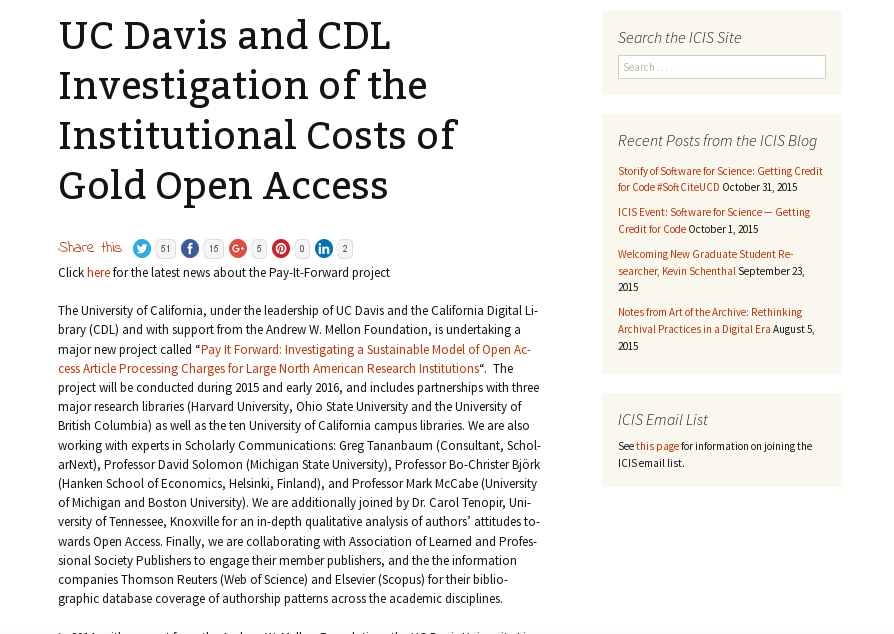 UC Davis and CDL
Investigation of the
Institutional Costs of
Gold Open Access
Share this 51 15 5 0 2
Click here for the latest news about the Pay-It-Forward project
The University of California, under the leadership of UC Davis and the California Digital Li-
brary (CDL) and with support from the Andrew W. Mellon Foundation, is undertaking a
major new project called “Pay It Forward: Investigating a Sustainable Model of Open Ac-
cess Article Processing Charges for Large North American Research Institutions“.  The
project will be conducted during 2015 and early 2016, and includes partnerships with three
major research libraries (Harvard University, Ohio State University and the University of
British Columbia) as well as the ten University of California campus libraries. We are also
working with experts in Scholarly Communications: Greg Tananbaum (Consultant, Schol-
arNext), Professor David Solomon (Michigan State University), Professor Bo-Christer Björk
(Hanken School of Economics, Helsinki, Finland), and Professor Mark McCabe (University
of Michigan and Boston University). We are additionally joined by Dr. Carol Tenopir, Uni-
versity of Tennessee, Knoxville for an in-depth qualitative analysis of authors’ attitudes to-
wards Open Access. Finally, we are collaborating with Association of Learned and Profes-
sional Society Publishers to engage their member publishers, and the the information
companies Thomson Reuters (Web of Science) and Elsevier (Scopus) for their biblio-
graphic database coverage of authorship patterns across the academic disciplines.
Search the ICIS Site
Search …
Recent Posts from the ICIS Blog
Storify of Software for Science: Getting Credit
for Code #SoftCiteUCD October 31, 2015
ICIS Event: Software for Science — Getting
Credit for Code October 1, 2015
Welcoming New Graduate Student Re-
searcher, Kevin Schenthal September 23,
2015
Notes from Art of the Archive: Rethinking
Archival Practices in a Digital Era August 5,
2015
ICIS Email List
See this page for information on joining the
ICIS email list.